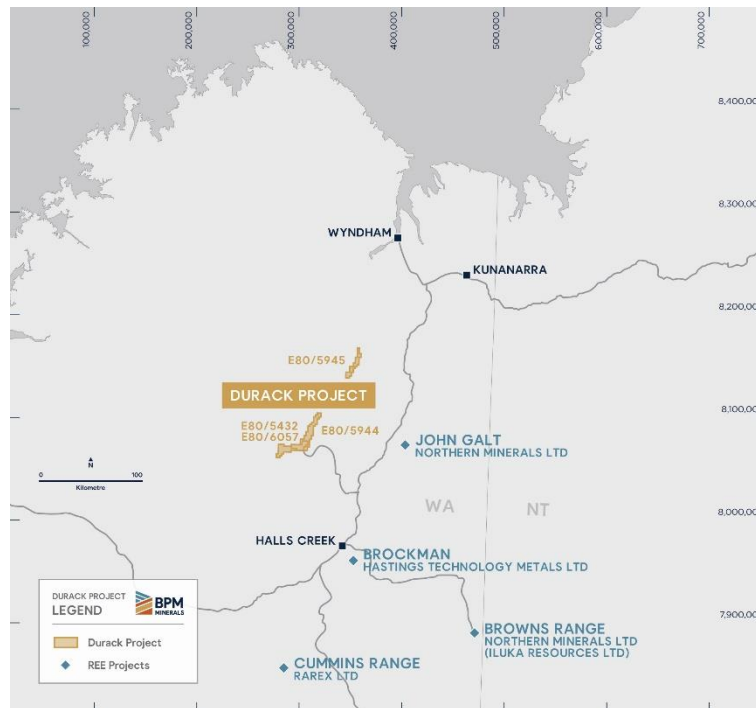 100,000
200,000
300,000
400,000
500,000
600,000
700,000
8,400,000
8,300,000
WYNDHAM
KUNANARRA
8,200,000
E80/5945
DURACK PROJECT
8,100,000
E80/5432
E80/6057
E80/5944
JOHN GALT
NORTHERN MINERALS LTD
N
0 100
Kilometre
WA NT
8,000,000
HALLS CREEK
BROCKMAN
HASTINGS TECHNOLOGY METALS LTD
DURACK PROJECT
LEGEND
BPM
MINERALS
Durack Project
REE Projects
7,900,000
BROWNS RANGE
NORTHERN MINERALS LTD
(ILUKA RESOURCES LTD)
CUMMINS RANGE
RAREX LTD